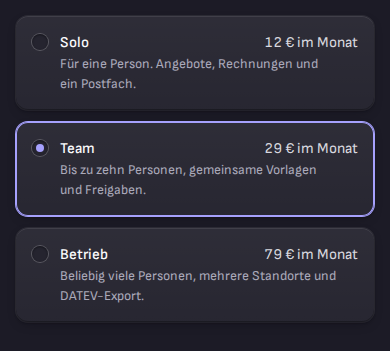 Solo 12 € im Monat
Für eine Person. Angebote, Rechnungen und
ein Postfach.
Team 29 € im Monat
Bis zu zehn Personen, gemeinsame Vorlagen
und Freigaben.
Betrieb 79 € im Monat
Beliebig viele Personen, mehrere Standorte und
DATEV-Export.